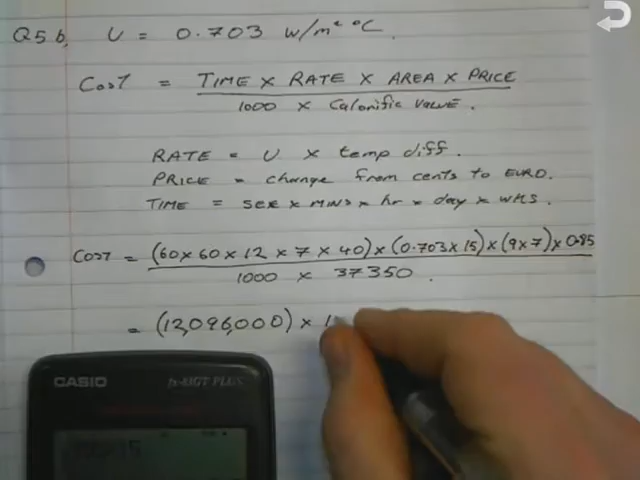 Q5 b, U = 0.703 W/m² °C.
Cost = TIME × RATE × AREA × PRICE
1000 × Calorific VALUE.
RATE = U × temp diff.
PRICE = change from cents to EURO.
TIME = sec × MINS × hr × day × WKS.
Cost = (60×60×12×7×40)×(0.703×15)×(9×7)×0.85
1000 × 37350.
= (12,096,000) × 1
CASIO fx-83GT PLUS